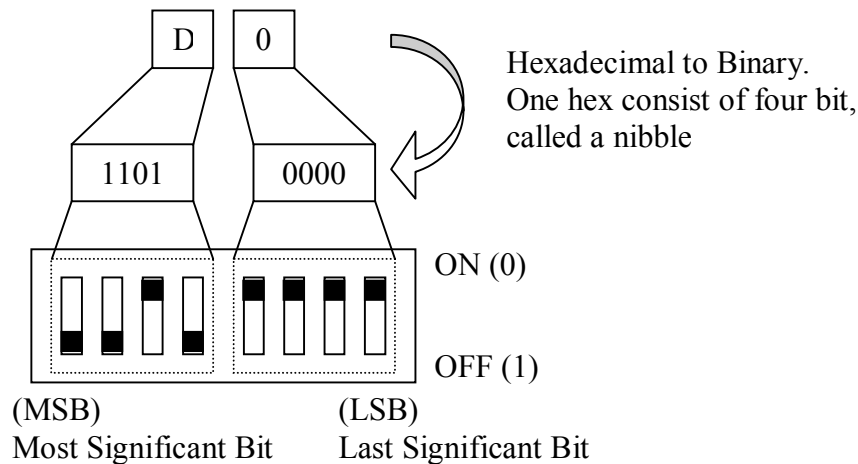 D 0
Hexadecimal to Binary.
One hex consist of four bit,
called a nibble
1101 0000
ON (0)
OFF (1)
(MSB) (LSB)
Most Significant Bit Last Significant Bit